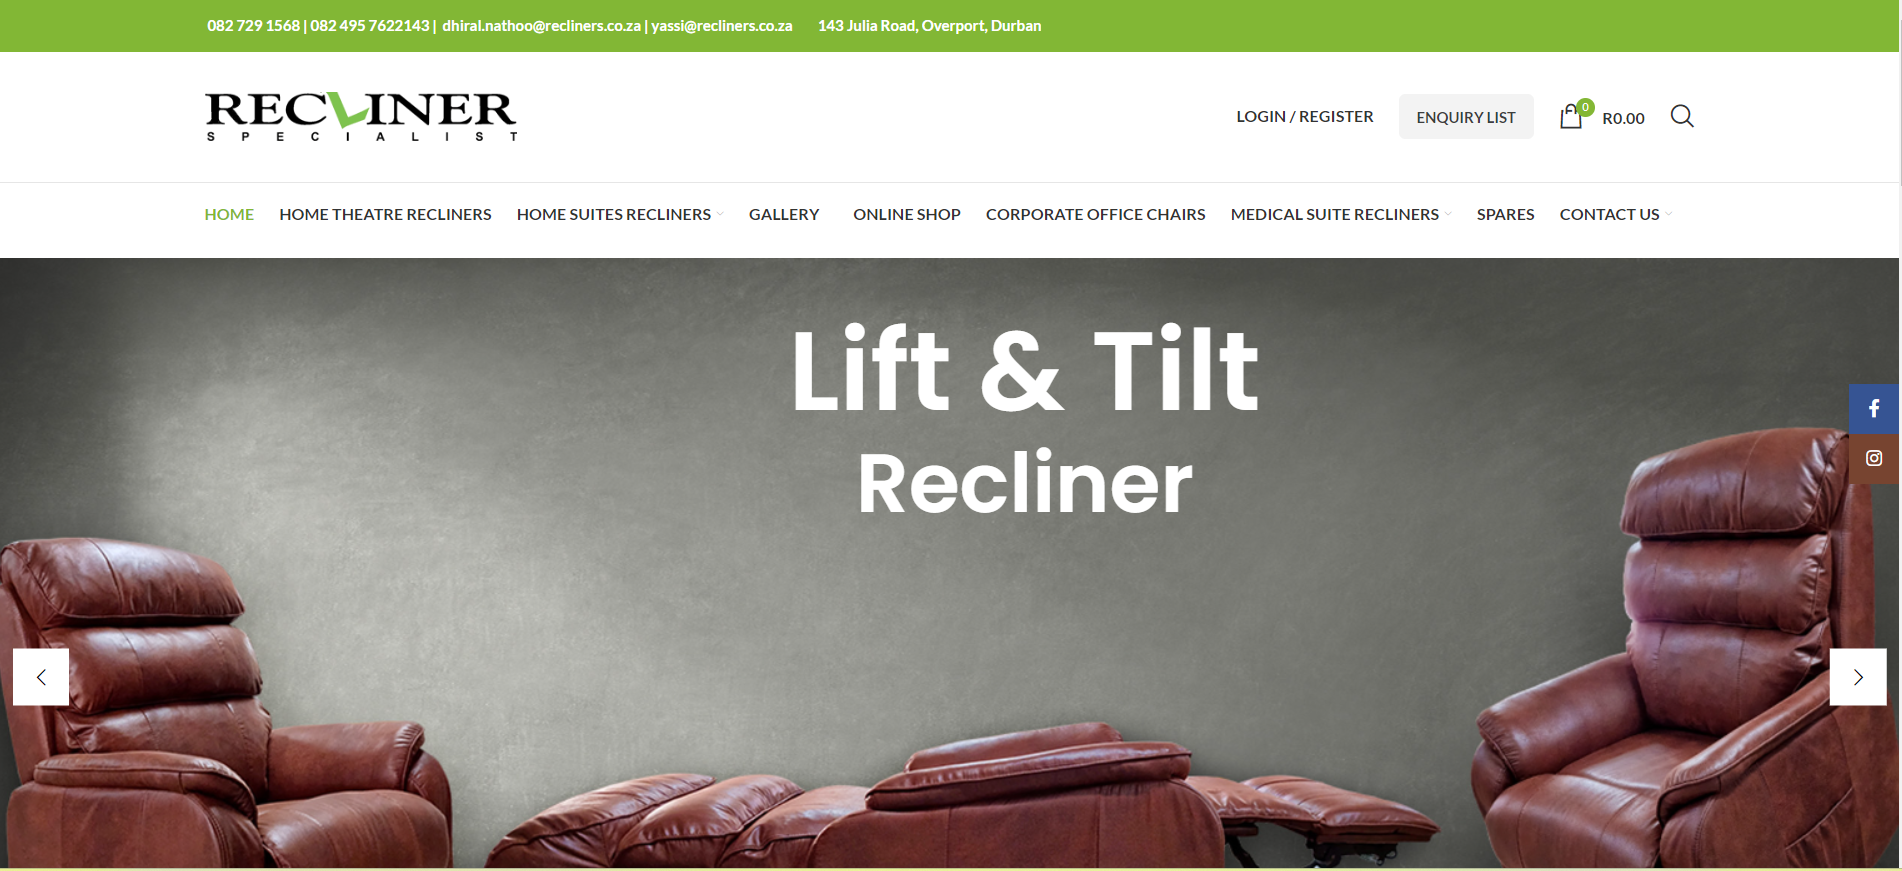 082 729 1568 | 082 495 7622143 | dhiral.nathoo@recliners.co.za | yassi@recliners.co.za 143 Julia Road, Overport, Durban
RECLINER
SPECIALIST
LOGIN / REGISTER ENQUIRY LIST 0 R0.00
HOME HOME THEATRE RECLINERS HOME SUITES RECLINERS GALLERY ONLINE SHOP CORPORATE OFFICE CHAIRS MEDICAL SUITE RECLINERS SPARES CONTACT US
Lift & Tilt
Recliner